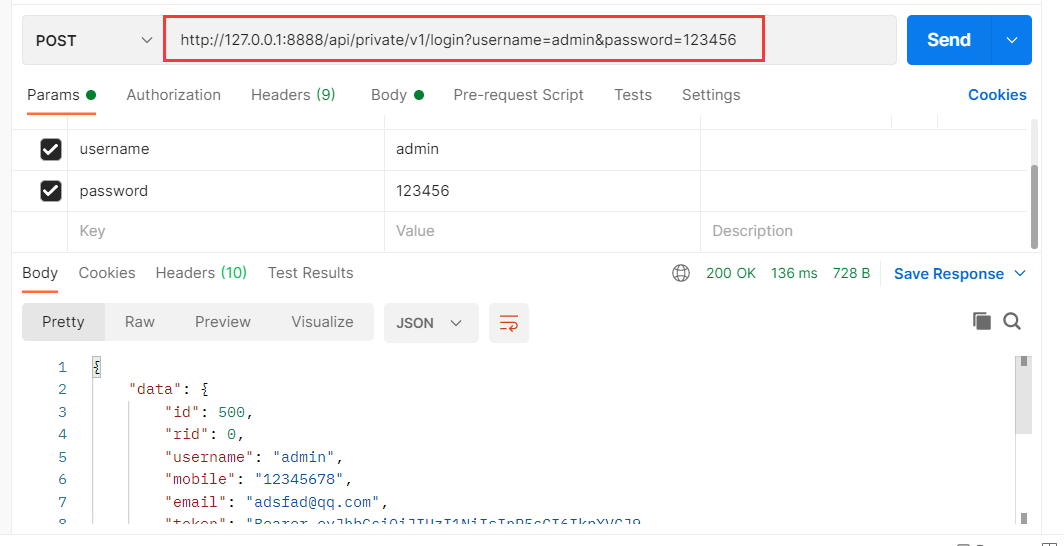 POST http://127.0.0.1:8888/api/private/v1/login?username=admin&password=123456 Send
Params Authorization Headers (9) Body Pre-request Script Tests Settings Cookies
username admin
password 123456
Key Value Description
Body Cookies Headers (10) Test Results 200 OK 136 ms 728 B Save Response
Pretty Raw Preview Visualize JSON
1 {
2 "data": {
3 "id": 500,
4 "rid": 0,
5 "username": "admin",
6 "mobile": "12345678",
7 "email": "adsfad@qq.com",
8 "token": "Bearer